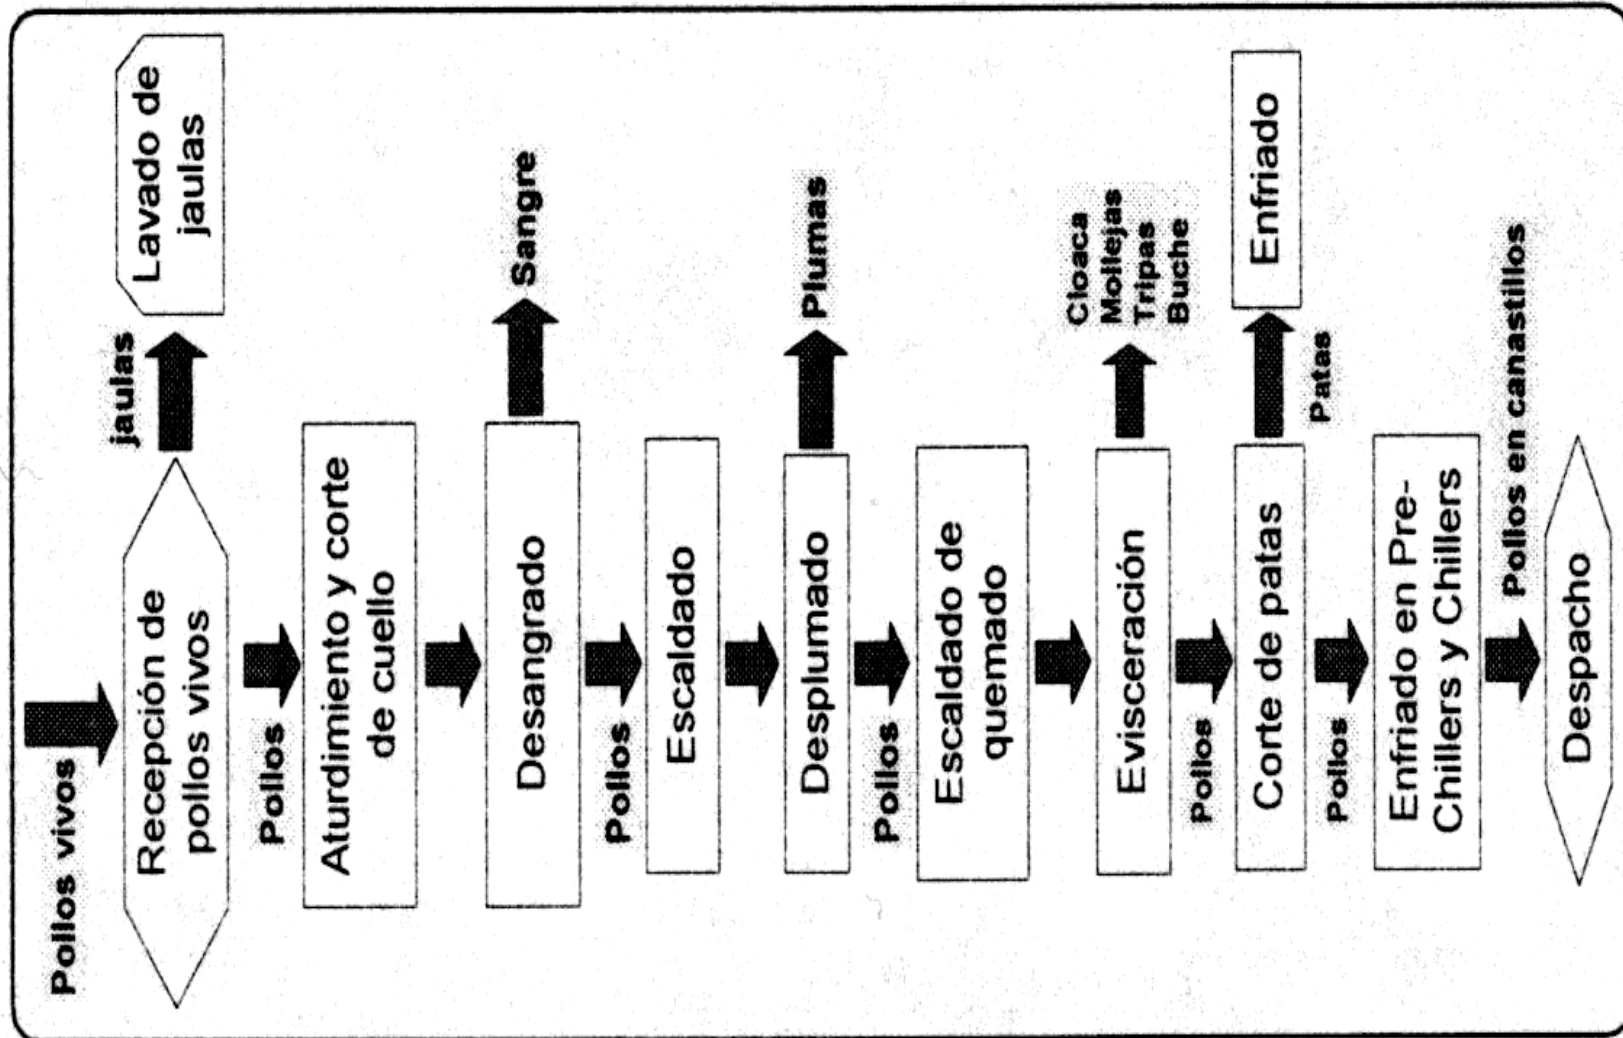 Pollos vivos
Recepción de
pollos vivos
jaulas
Lavado de
jaulas
Pollos
Aturdimiento y corte
de cuello
Desangrado
Sangre
Pollos
Escaldado
Desplumado
Plumas
Pollos
Escaldado de
quemado
Evisceración
Cloaca
Mollejas
Tripas
Buche
Pollos
Corte de patas
Patas
Enfriado
Pollos
Enfriado en Pre-
Chillers y Chillers
Pollos en canastillos
Despacho